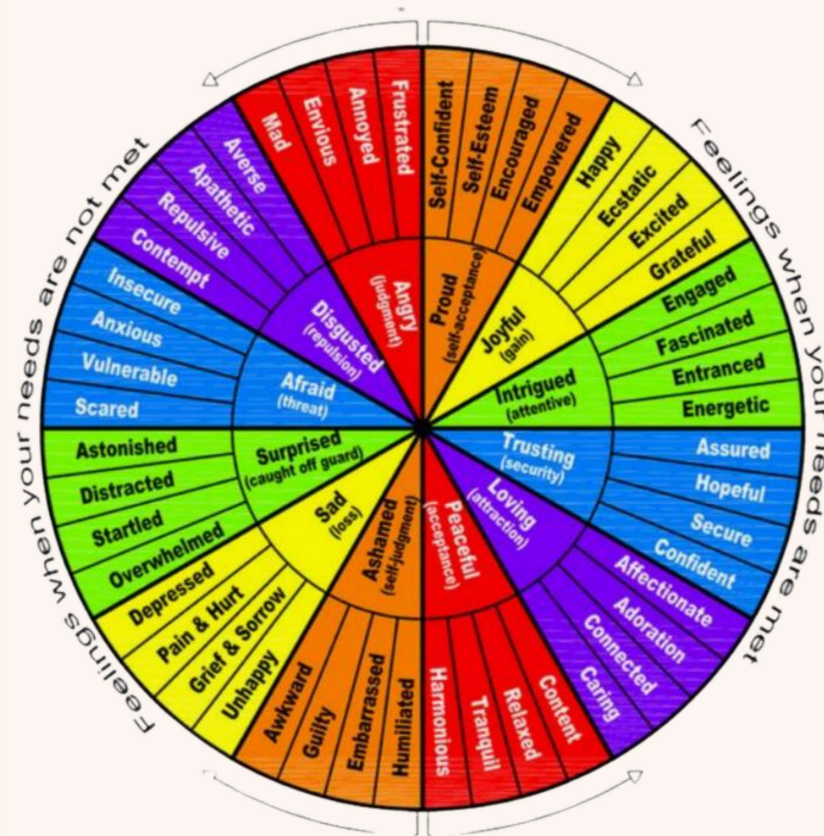 Feelings when your needs are not met
Feelings when your needs are met
Self-Confident
Self-Esteem
Encouraged
Empowered
Proud
(self-acceptance)
Happy
Ecstatic
Excited
Grateful
Joyful
(gain)
Engaged
Fascinated
Entranced
Energetic
Intrigued
(attentive)
Assured
Hopeful
Secure
Confident
Trusting
(security)
Affectionate
Adoration
Connected
Caring
Loving
(attraction)
Content
Relaxed
Tranquil
Harmonious
Peaceful
(acceptance)
Humiliated
Embarrassed
Guilty
Awkward
Ashamed
(self-judgment)
Unhappy
Grief & Sorrow
Pain & Hurt
Depressed
Sad
(loss)
Overwhelmed
Startled
Distracted
Astonished
Surprised
(caught off guard)
Scared
Vulnerable
Anxious
Insecure
Afraid
(threat)
Contempt
Repulsive
Apathetic
Averse
Disgusted
(repulsion)
Mad
Envious
Annoyed
Frustrated
Angry
(judgment)